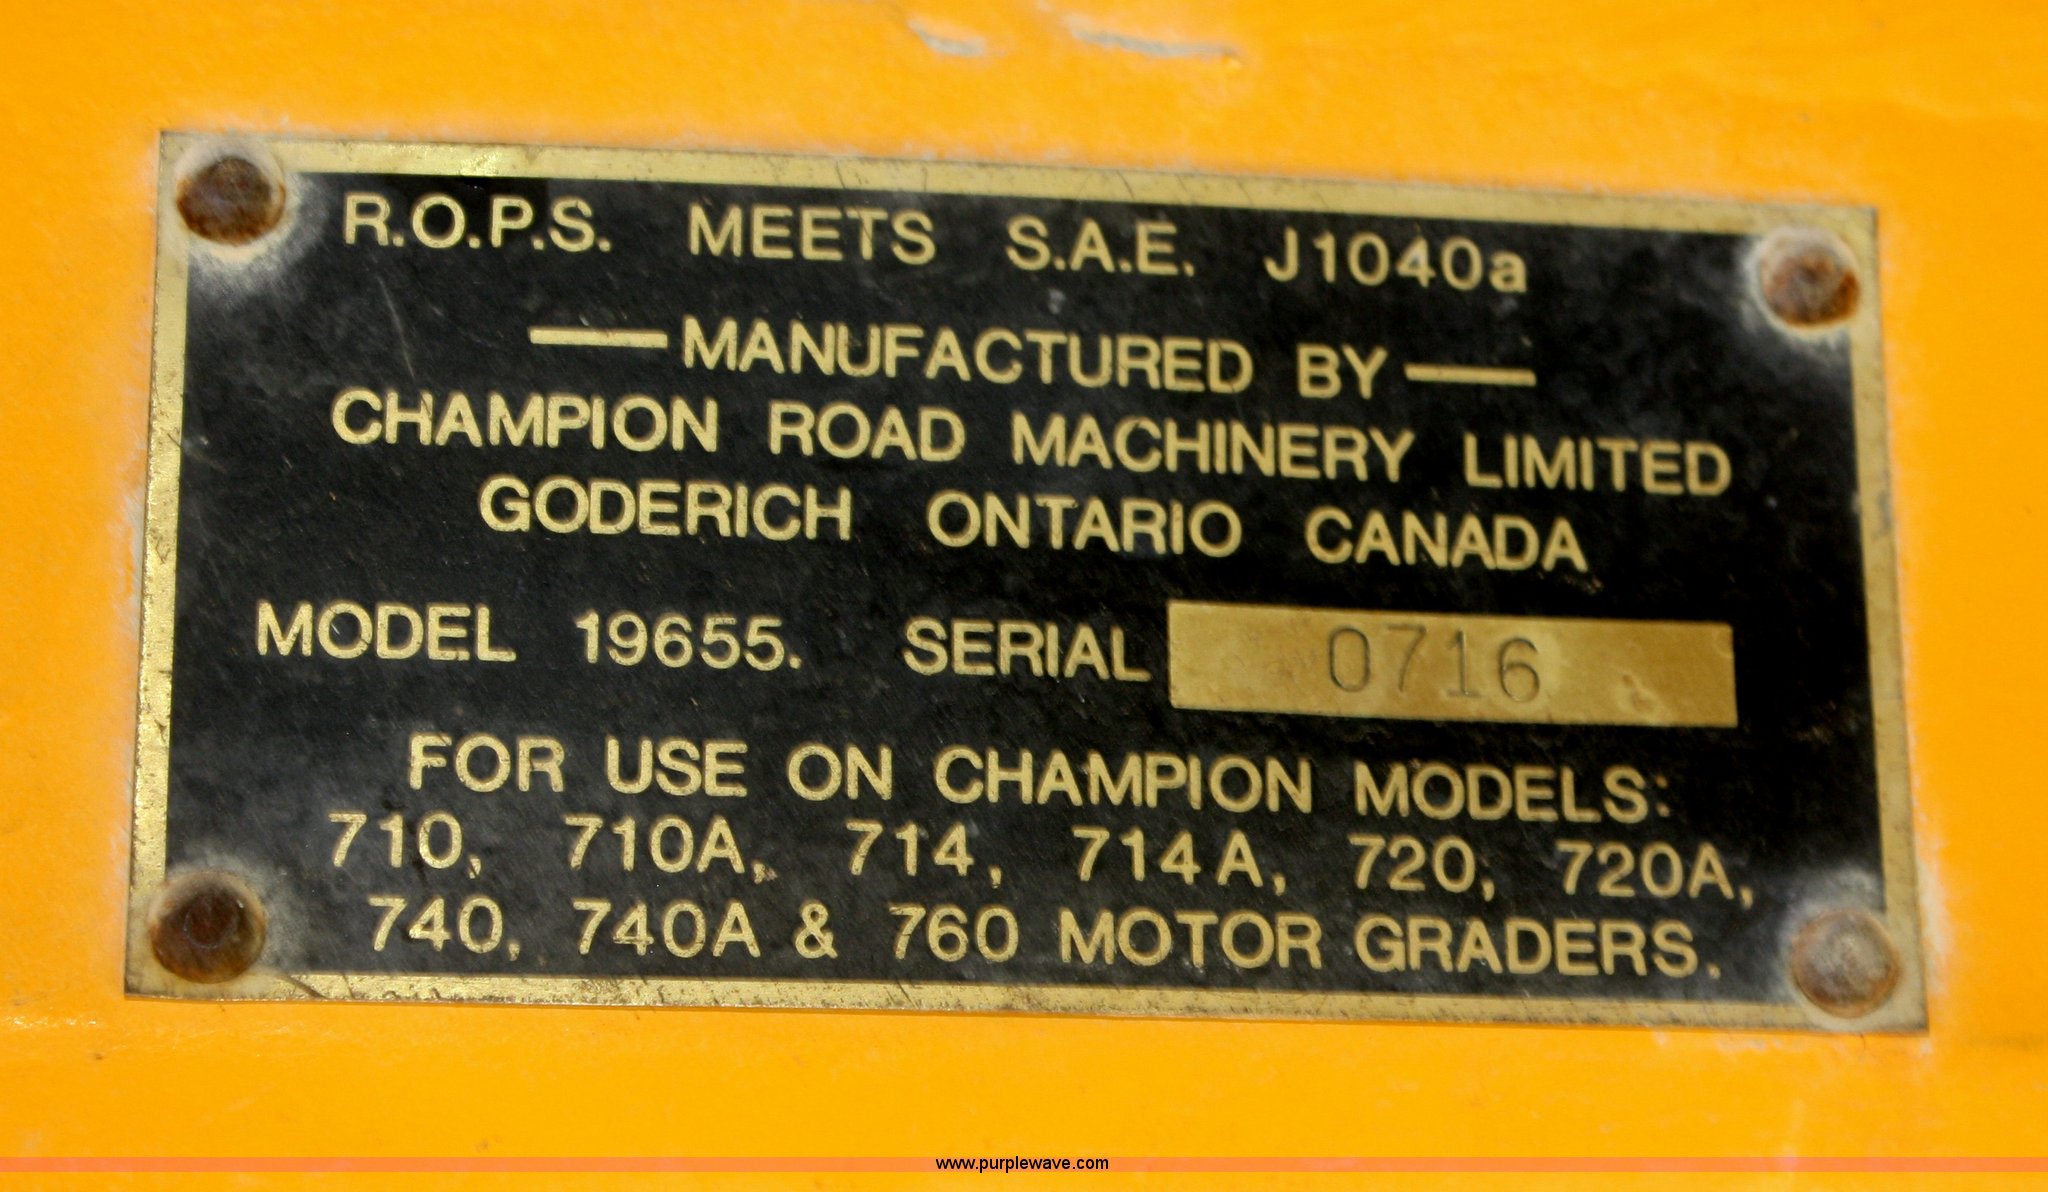 R.O.P.S. MEETS S.A.E. J1040a
— MANUFACTURED BY —
CHAMPION ROAD MACHINERY LIMITED
GODERICH ONTARIO CANADA
MODEL 19655. SERIAL 0716
FOR USE ON CHAMPION MODELS:
710, 710A, 714, 714A, 720, 720A,
740, 740A & 760 MOTOR GRADERS.
www.purplewave.com